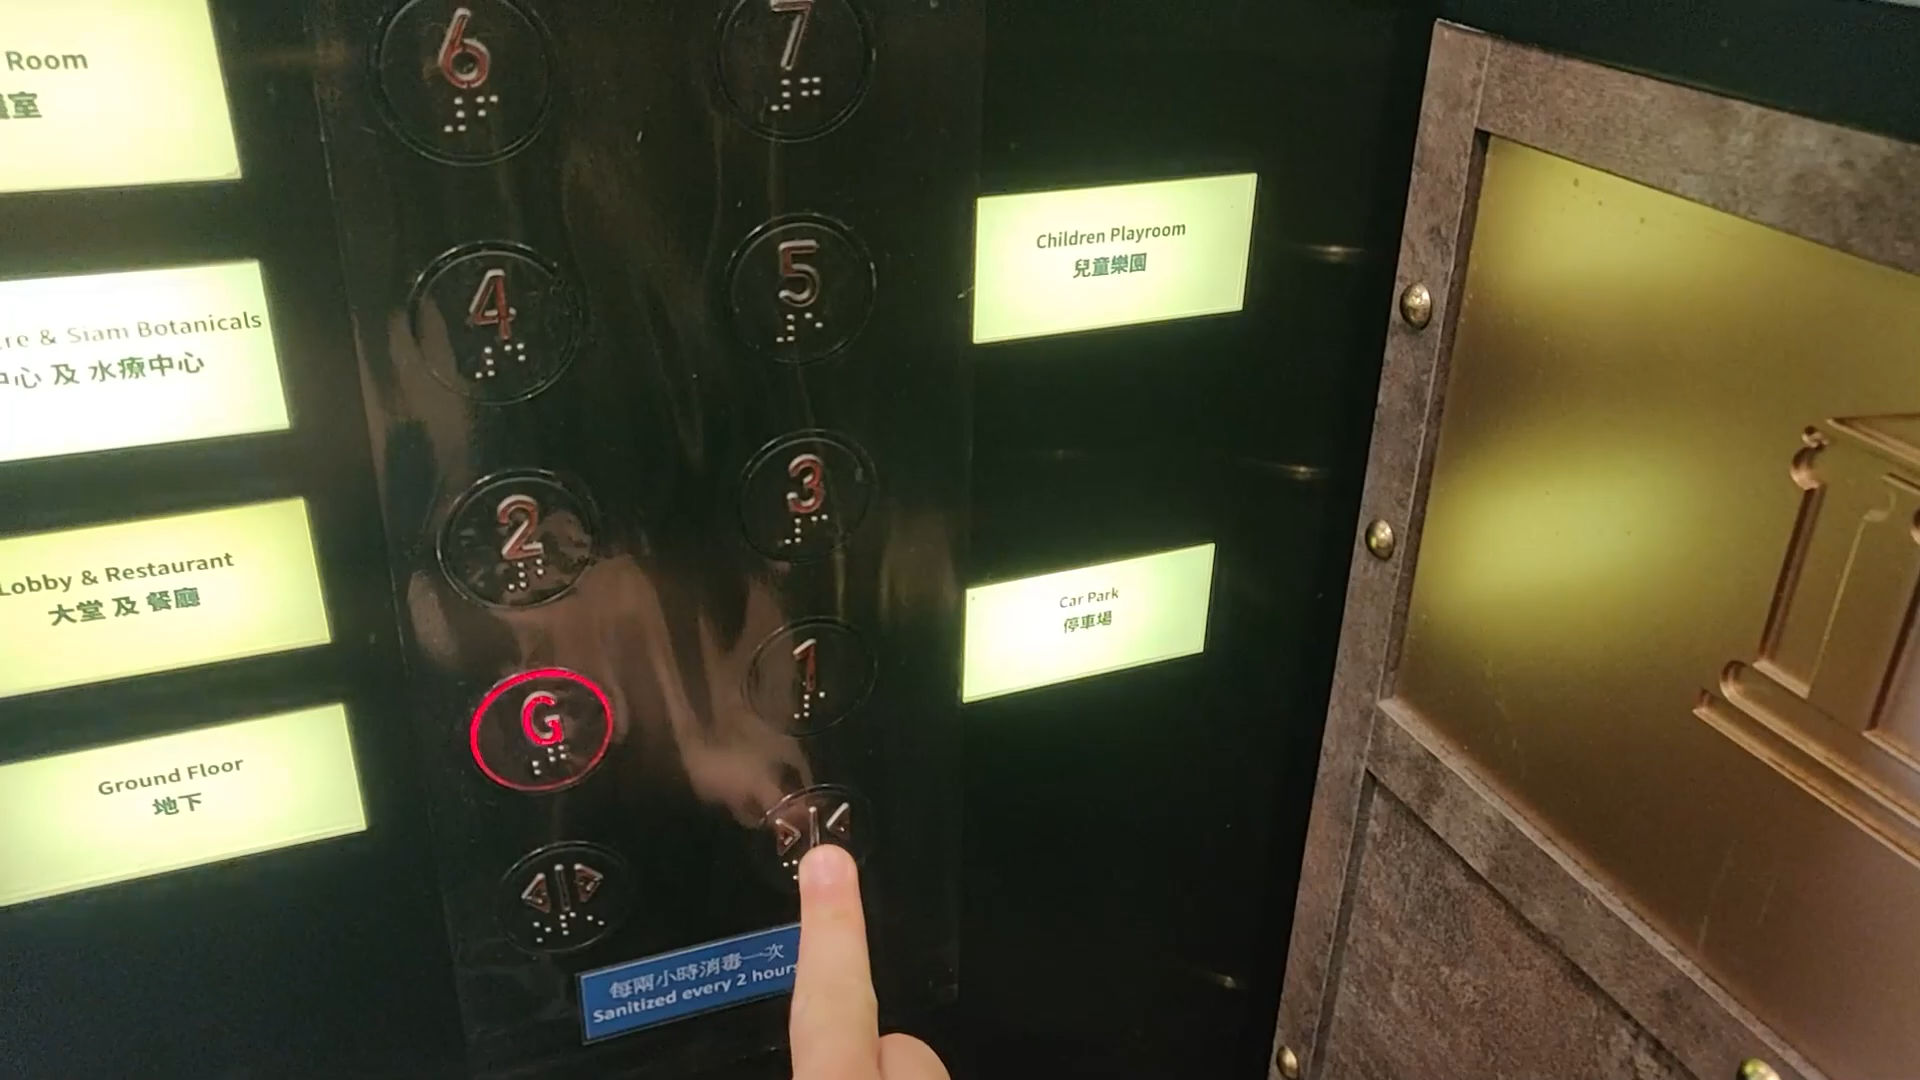 Room
室
6
7
Children Playroom
兒童樂園
4
5
& Siam Botanicals
中心 及 水療中心
2
3
Lobby & Restaurant
大堂 及 餐廳
Car Park
停車場
G
1
Ground Floor
地下
每兩小時消毒一次
Sanitized every 2 hours